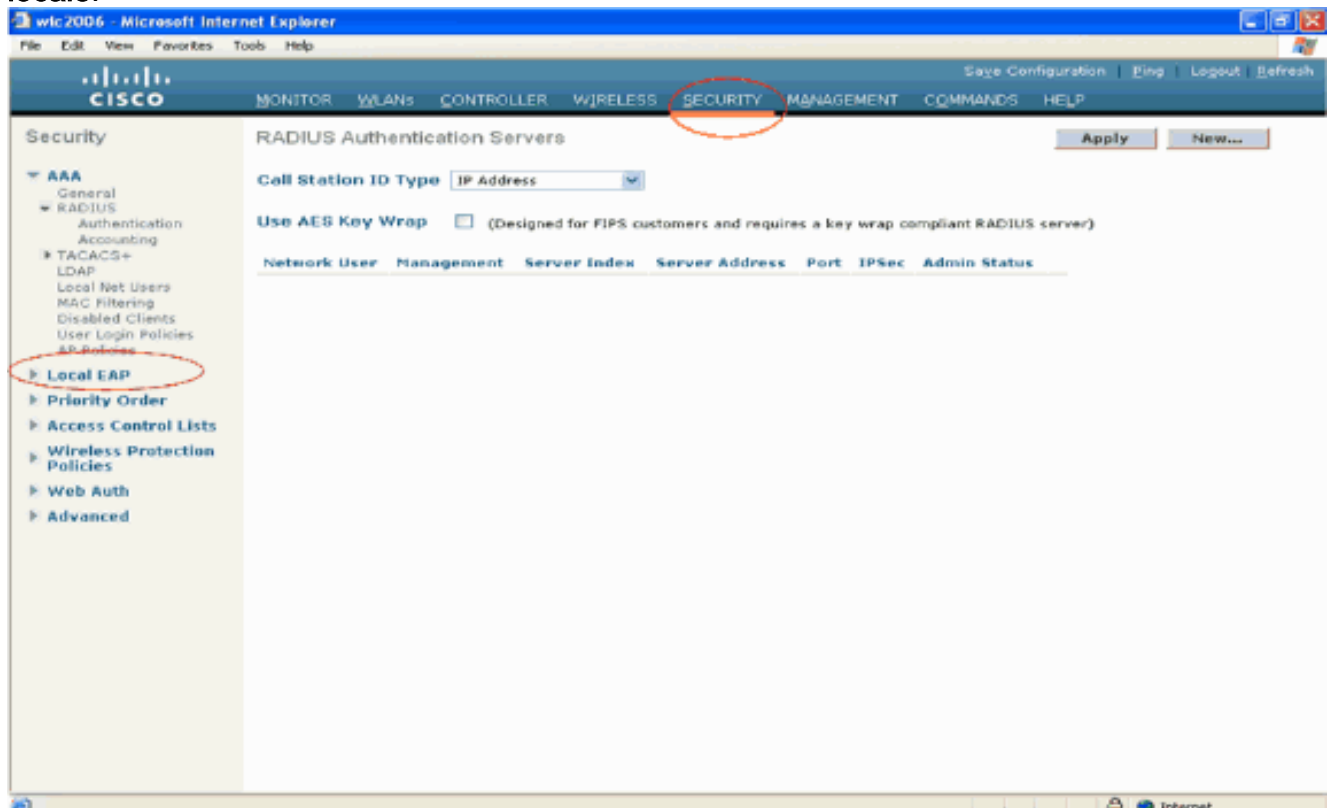 wlc2006 - Microsoft Internet Explorer
File Edit View Favorites Tools Help
Save Configuration | Ping | Logout | Refresh
CISCO
MONITOR WLANs CONTROLLER WIRELESS SECURITY MANAGEMENT COMMANDS HELP
Security
AAA
General
RADIUS
Authentication
Accounting
TACACS+
LDAP
Local Net Users
MAC Filtering
Disabled Clients
User Login Policies
AP Policies
Local EAP
Priority Order
Access Control Lists
Wireless Protection
Policies
Web Auth
Advanced
RADIUS Authentication Servers
Apply New...
Call Station ID Type IP Address
Use AES Key Wrap (Designed for FIPS customers and requires a key wrap compliant RADIUS server)
Network User Management Server Index Server Address Port IPSec Admin Status
Internet